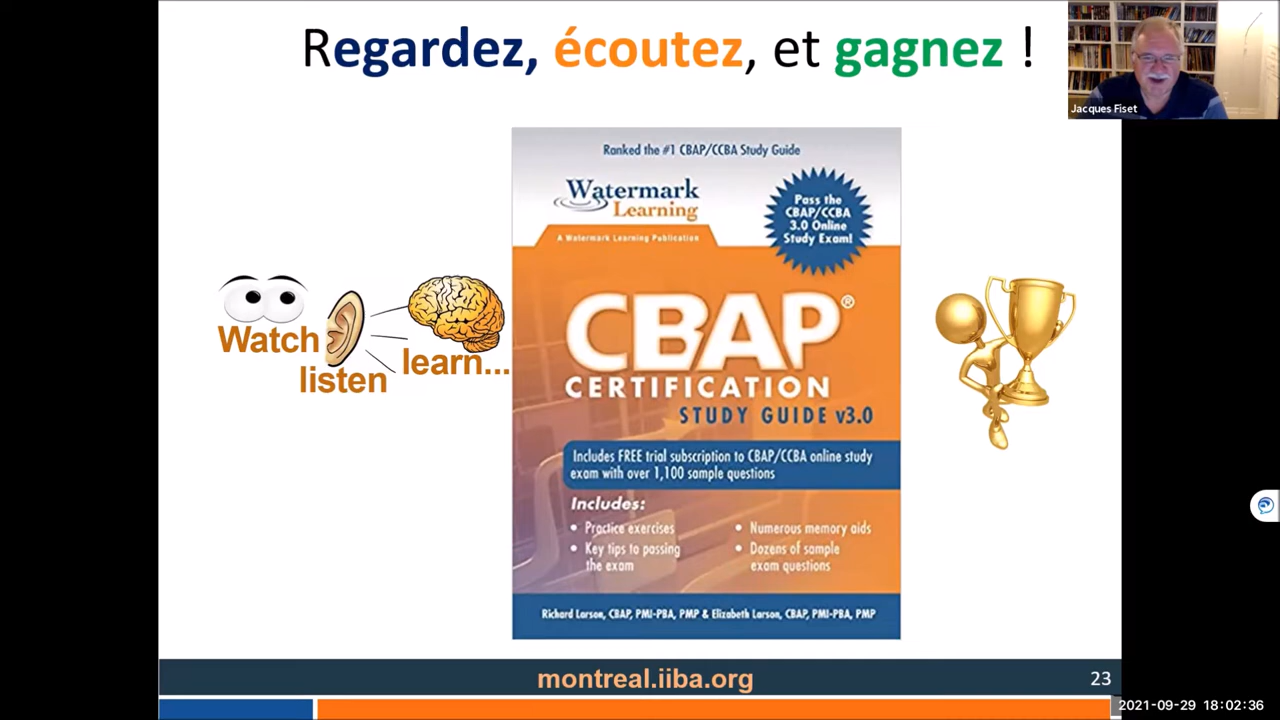 Regardez, écoutez, et gagnez !
Jacques Fiset
Ranked the #1 CBAP/CCBA Study Guide
Watermark
Learning
A Watermark Learning Publication
Pass the
CBAP/CCBA
3.0 Online
Study Exam!
Watch
listen
learn...
CBAP®
CERTIFICATION
STUDY GUIDE v3.0
Includes FREE trial subscription to CBAP/CCBA online study
exam with over 1,100 sample questions
Includes:
• Practice exercises
• Key tips to passing
the exam
• Numerous memory aids
• Dozens of sample
exam questions
Richard Larson, CBAP, PMI-PBA, PMP & Elizabeth Larson, CBAP, PMI-PBA, PMP
montreal.iiba.org
23
2021-09-29 18:02:36